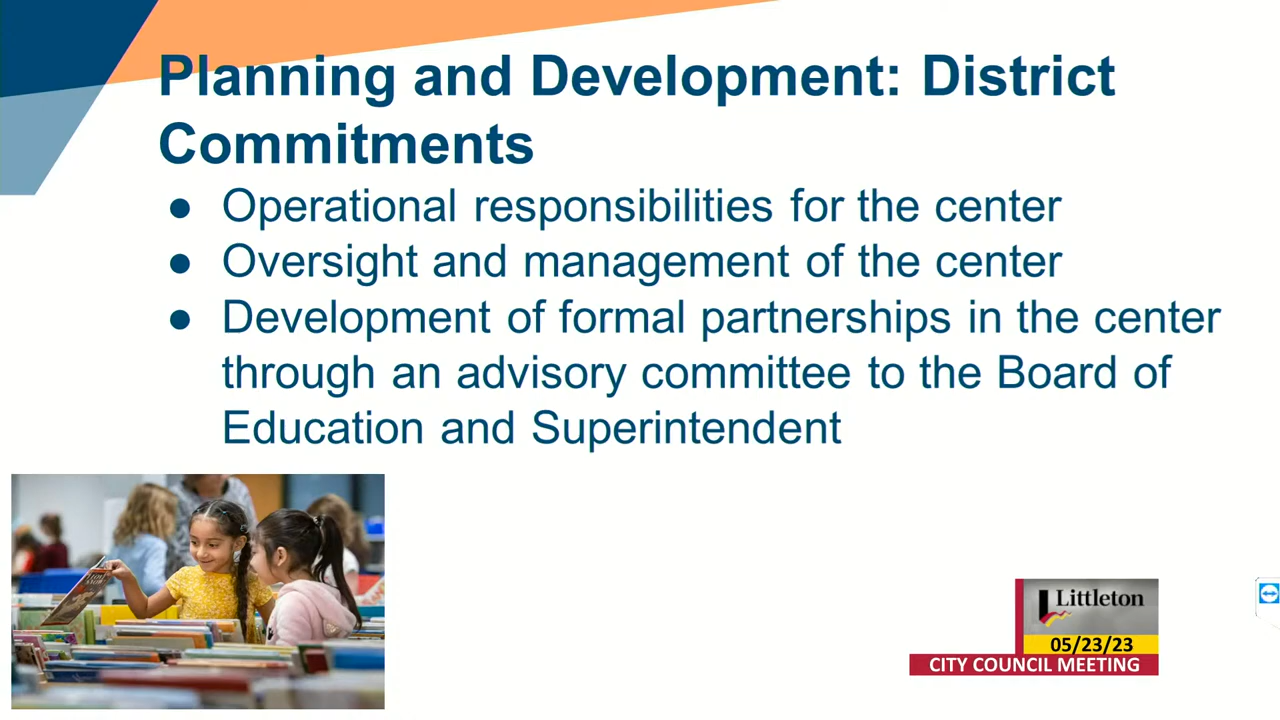 Planning and Development: District
Commitments
● Operational responsibilities for the center
● Oversight and management of the center
● Development of formal partnerships in the center
through an advisory committee to the Board of
Education and Superintendent
Littleton
05/23/23
CITY COUNCIL MEETING